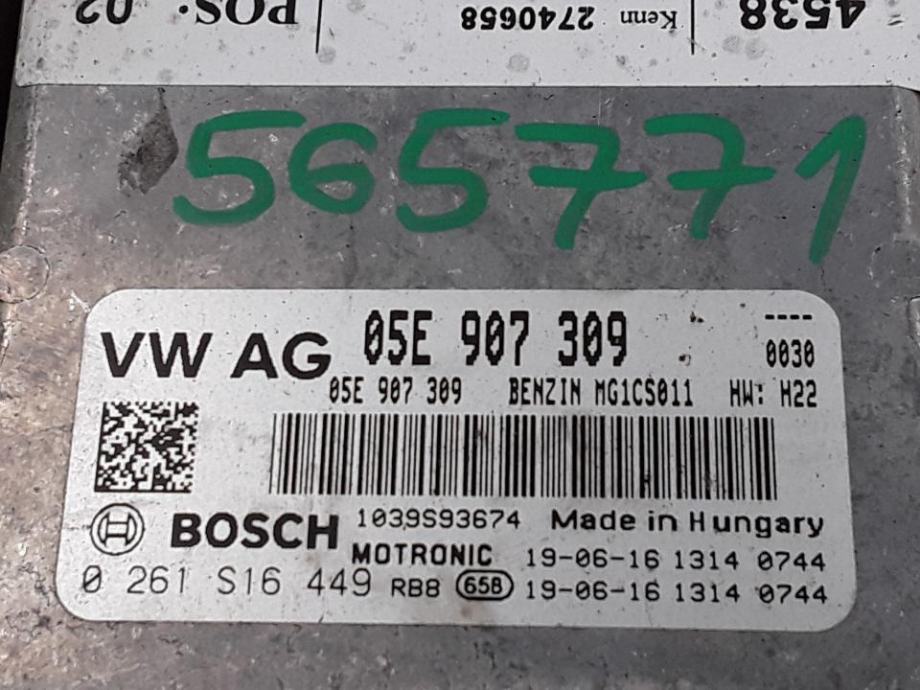 POS: 02 Kenn 2740658 4538
565771
VW AG 05E 907 309 ----
0030
05E 907 309 BENZIN MG1CS011 HW: H22
BOSCH 1039S93674 Made in Hungary
MOTRONIC 19-06-16 1314 0744
0 261 S16 449 RB8 658 19-06-16 1314 0744